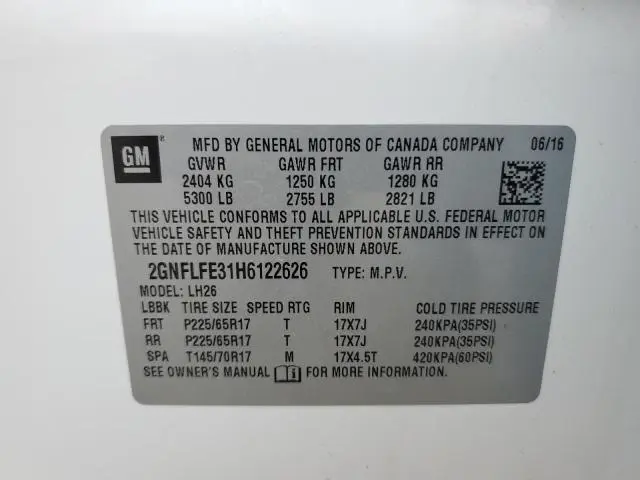 GM ® MFD BY GENERAL MOTORS OF CANADA COMPANY 06/16
GVWR GAWR FRT GAWR RR
2404 KG 1250 KG 1280 KG
5300 LB 2755 LB 2821 LB
THIS VEHICLE CONFORMS TO ALL APPLICABLE U.S. FEDERAL MOTOR
VEHICLE SAFETY AND THEFT PREVENTION STANDARDS IN EFFECT ON
THE DATE OF MANUFACTURE SHOWN ABOVE.
2GNFLFE31H6122626 TYPE: M.P.V.
MODEL: LH26
LBBK TIRE SIZE SPEED RTG RIM COLD TIRE PRESSURE
FRT P225/65R17 T 17X7J 240KPA(35PSI)
RR P225/65R17 T 17X7J 240KPA(35PSI)
SPA T145/70R17 M 17X4.5T 420KPA(60PSI)
SEE OWNER'S MANUAL FOR MORE INFORMATION.